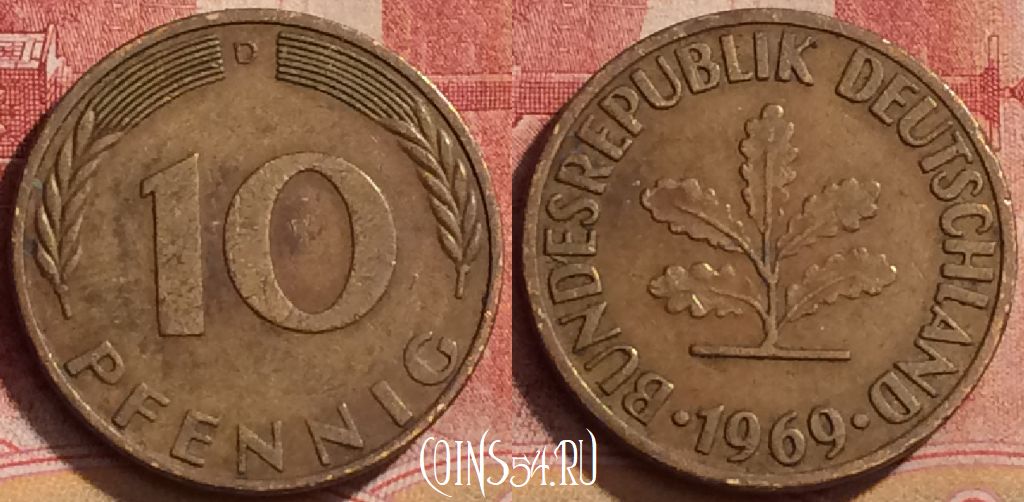 D
10
PFENNIG
BUNDESREPUBLIK DEUTSCHLAND
·1969·
COINS54.RU